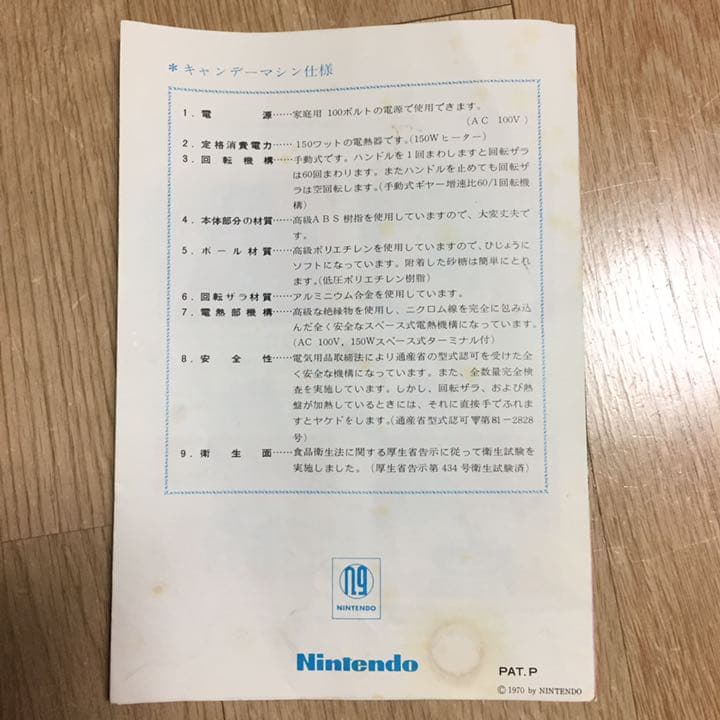 *キャンデーマシン仕様
1．電　　　源……家庭用 100ボルトの電源で使用できます。
(AC 100V)
2．定格消費電力……150ワットの電熱器です。(150Wヒーター)
3．回転機構……手動式です。ハンドルを1回まわしますと回転ザラ
は60回まわります。またハンドルを止めても回転ザ
ラは空回転します。(手動式ギヤー増速比60/1回転機
構)
4．本体部分の材質……高級ABS樹指を使用していますので、大変丈夫で
す。
5．ボール材質……高級ポリエチレンを使用していますので、ひじょうに
ソフトになっています。附着した砂糖は簡単にとれ
ます。(低圧ポリエチレン樹脂)
6．回転ザラ材質……アルミニウム合金を使用しています。
7．電熱部機構……高級な絶縁物を使用し、ニクロム線を完全に包み込
んだ全く安全なスペース式電熱機構になっています。
(AC 100V, 150Wスペース式ターミナル付)
8．安全性……電気用品取締法により通産省の型式認可を受けた全
く安全な機構になっています。また、全数量完全検
査を実施しています。しかし、回転ザラ、および熱
盤が加熱しているときには、それに直接手でふれま
すとヤケドをします。(通産省型式認可〒第81－2828
号)
9．衛生面……食品衛生法に関する厚生省告示に従って衛生試験を
実施しました。(厚生省告示第434号衛生試験済)
ng
NINTENDO
Nintendo
PAT.P
©1970 by NINTENDO